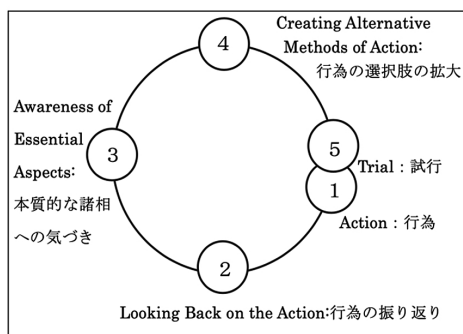 Creating Alternative
Methods of Action:
行為の選択肢の拡大
4
Awareness of
Essential
Aspects:
本質的な諸相
への気づき
3
5
Trial：試行
1
Action：行為
2
Looking Back on the Action:行為の振り返り